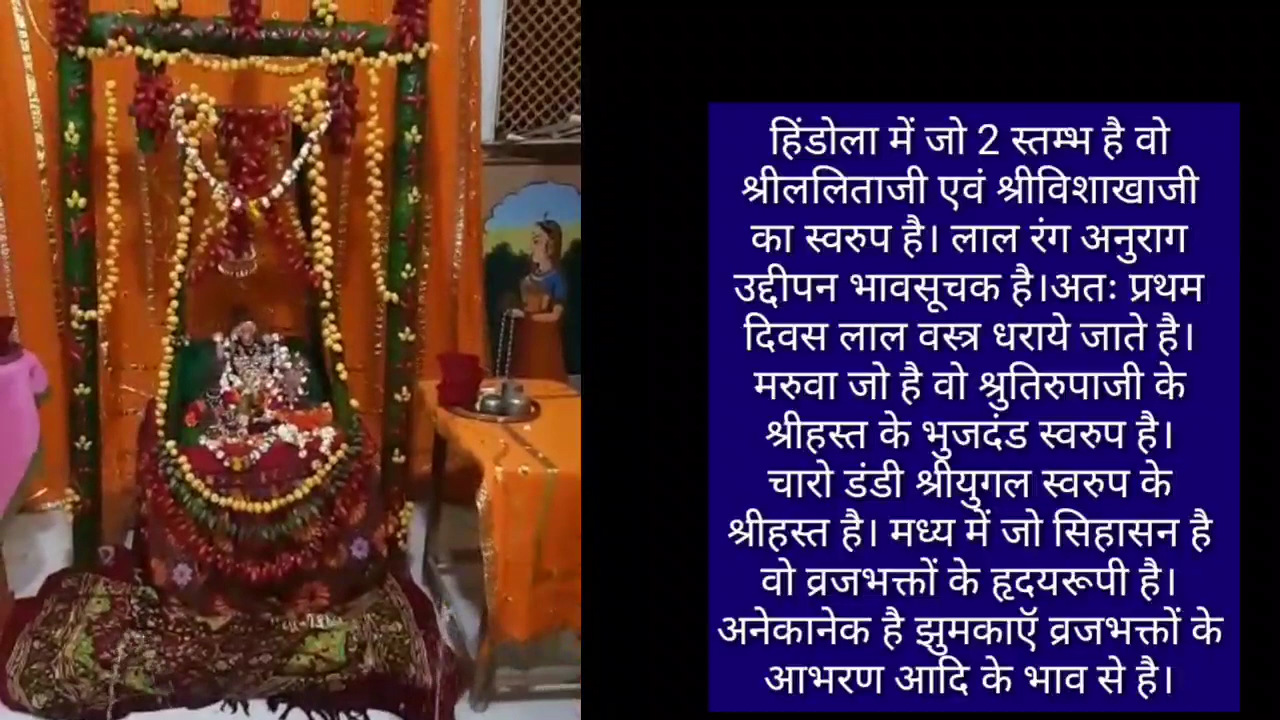 हिंडोला में जो 2 स्तम्भ है वो
श्रीललिताजी एवं श्रीविशाखाजी
का स्वरुप है। लाल रंग अनुराग
उद्दीपन भावसूचक है।अतः प्रथम
दिवस लाल वस्त्र धराये जाते है।
मरुवा जो है वो श्रुतिरुपाजी के
श्रीहस्त के भुजदंड स्वरुप है।
चारो डंडी श्रीयुगल स्वरुप के
श्रीहस्त है। मध्य में जो सिहासन है
वो व्रजभक्तों के हृदयरूपी है।
अनेकानेक है झुमकाऍ व्रजभक्तों के
आभरण आदि के भाव से है।